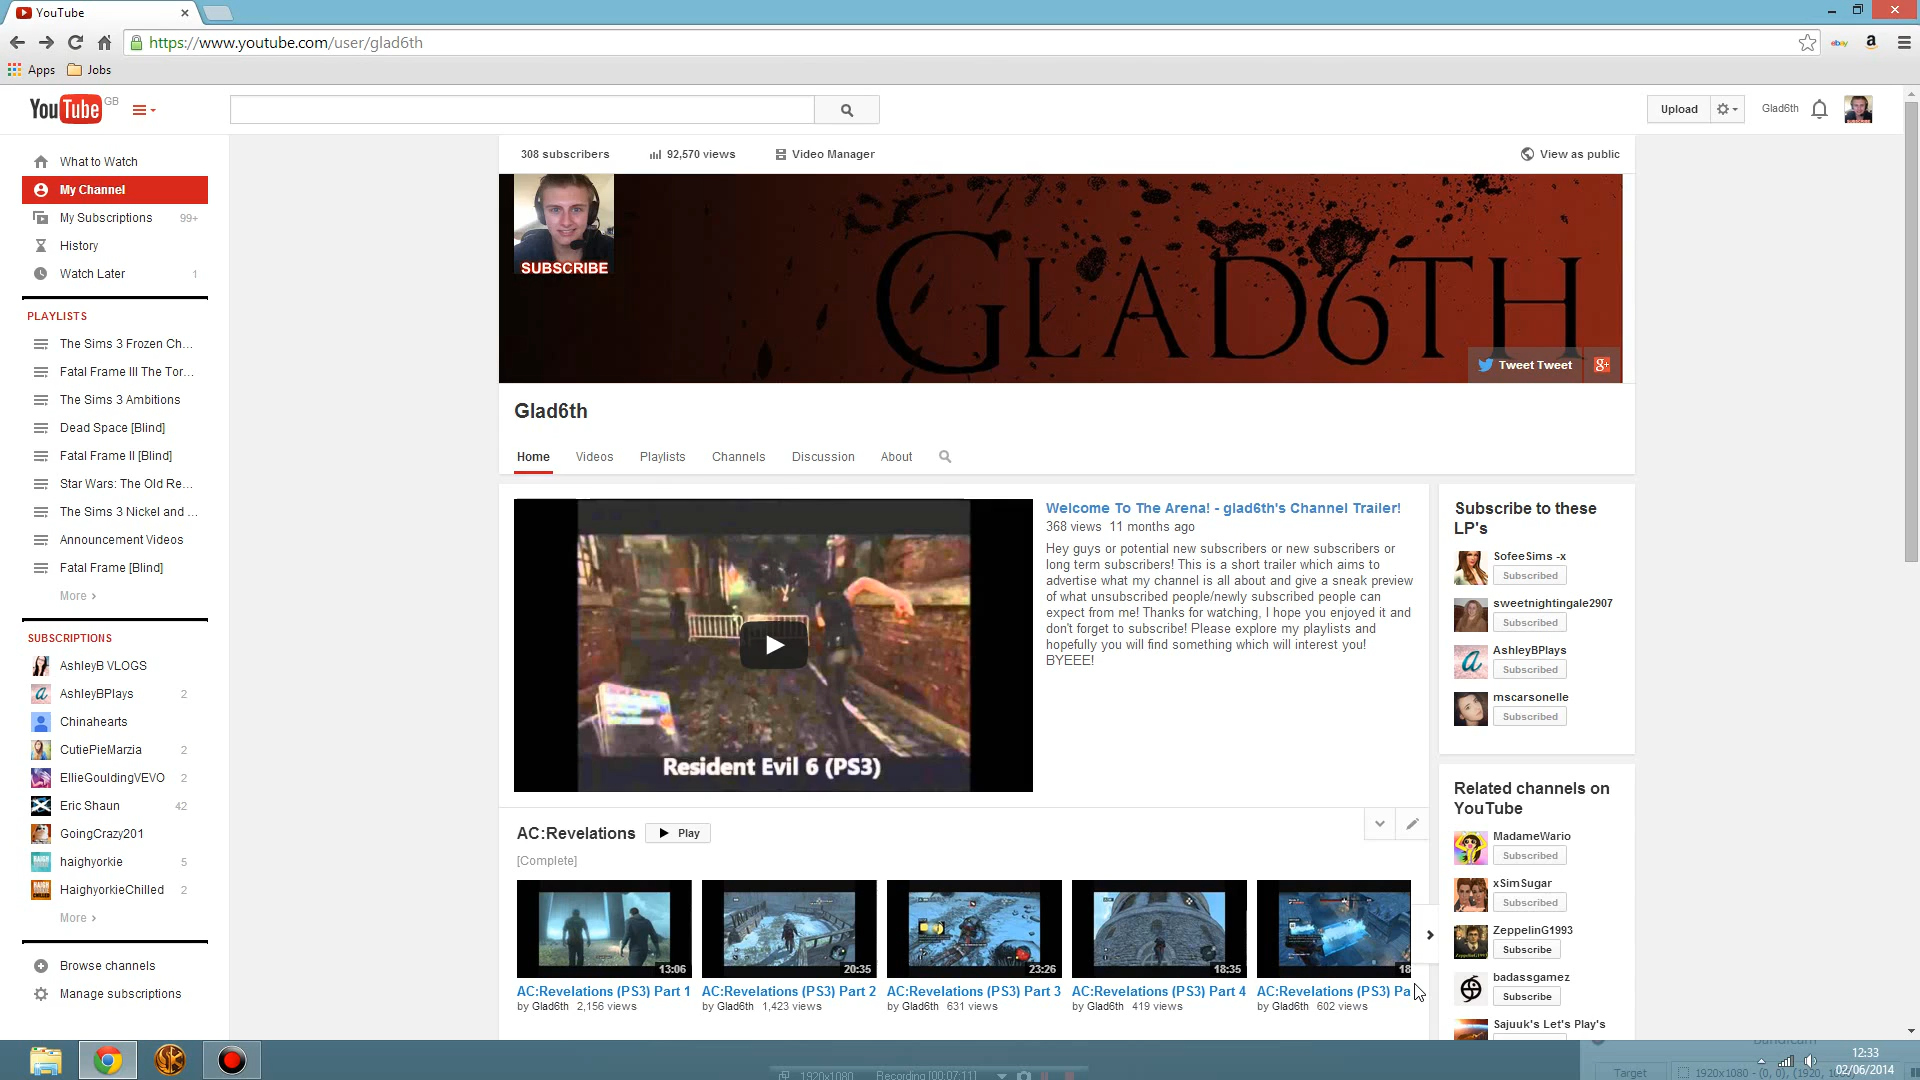 YouTube
https://www.youtube.com/user/glad6th
ebay
a
Apps
Jobs
YouTube GB
Upload
Glad6th
What to Watch
My Channel
My Subscriptions 99+
History
Watch Later 1
PLAYLISTS
The Sims 3 Frozen Ch...
Fatal Frame III The Tor...
The Sims 3 Ambitions
Dead Space [Blind]
Fatal Frame II [Blind]
Star Wars: The Old Re...
The Sims 3 Nickel and ...
Announcement Videos
Fatal Frame [Blind]
More ›
SUBSCRIPTIONS
AshleyB VLOGS
AshleyBPlays 2
Chinahearts
CutiePieMarzia 2
EllieGouldingVEVO 2
Eric Shaun 42
GoingCrazy201
haighyorkie 5
HaighyorkieChilled 2
More ›
Browse channels
Manage subscriptions
308 subscribers
92,570 views
Video Manager
View as public
SUBSCRIBE
GLAD6TH
Tweet Tweet
g+
Glad6th
Home
Videos
Playlists
Channels
Discussion
About
Resident Evil 6 (PS3)
Welcome To The Arena! - glad6th's Channel Trailer!
368 views 11 months ago
Hey guys or potential new subscribers or new subscribers or
long term subscribers! This is a short trailer which aims to
advertise what my channel is all about and give a sneak preview
of what unsubscribed people/newly subscribed people can
expect from me! Thanks for watching, I hope you enjoyed it and
don't forget to subscribe! Please explore my playlists and
hopefully you will find something which will interest you!
BYEEE!
AC:Revelations
Play
[Complete]
13:06
AC:Revelations (PS3) Part 1
by Glad6th 2,156 views
20:35
AC:Revelations (PS3) Part 2
by Glad6th 1,423 views
23:26
AC:Revelations (PS3) Part 3
by Glad6th 631 views
18:35
AC:Revelations (PS3) Part 4
by Glad6th 419 views
18
AC:Revelations (PS3) Pa
by Glad6th 602 views
Subscribe to these
LP's
SofeeSims -x
Subscribed
sweetnightingale2907
Subscribed
AshleyBPlays
Subscribed
mscarsonelle
Subscribed
Related channels on
YouTube
MadameWario
Subscribed
xSimSugar
Subscribed
ZeppelinG1993
Subscribe
badassgamez
Subscribe
Sajuuk's Let's Play's
1920x1080
Recording [00:07:11]
Bandicam
Target
1920x1080 - (0, 0), (1920,
12:33
02/06/2014